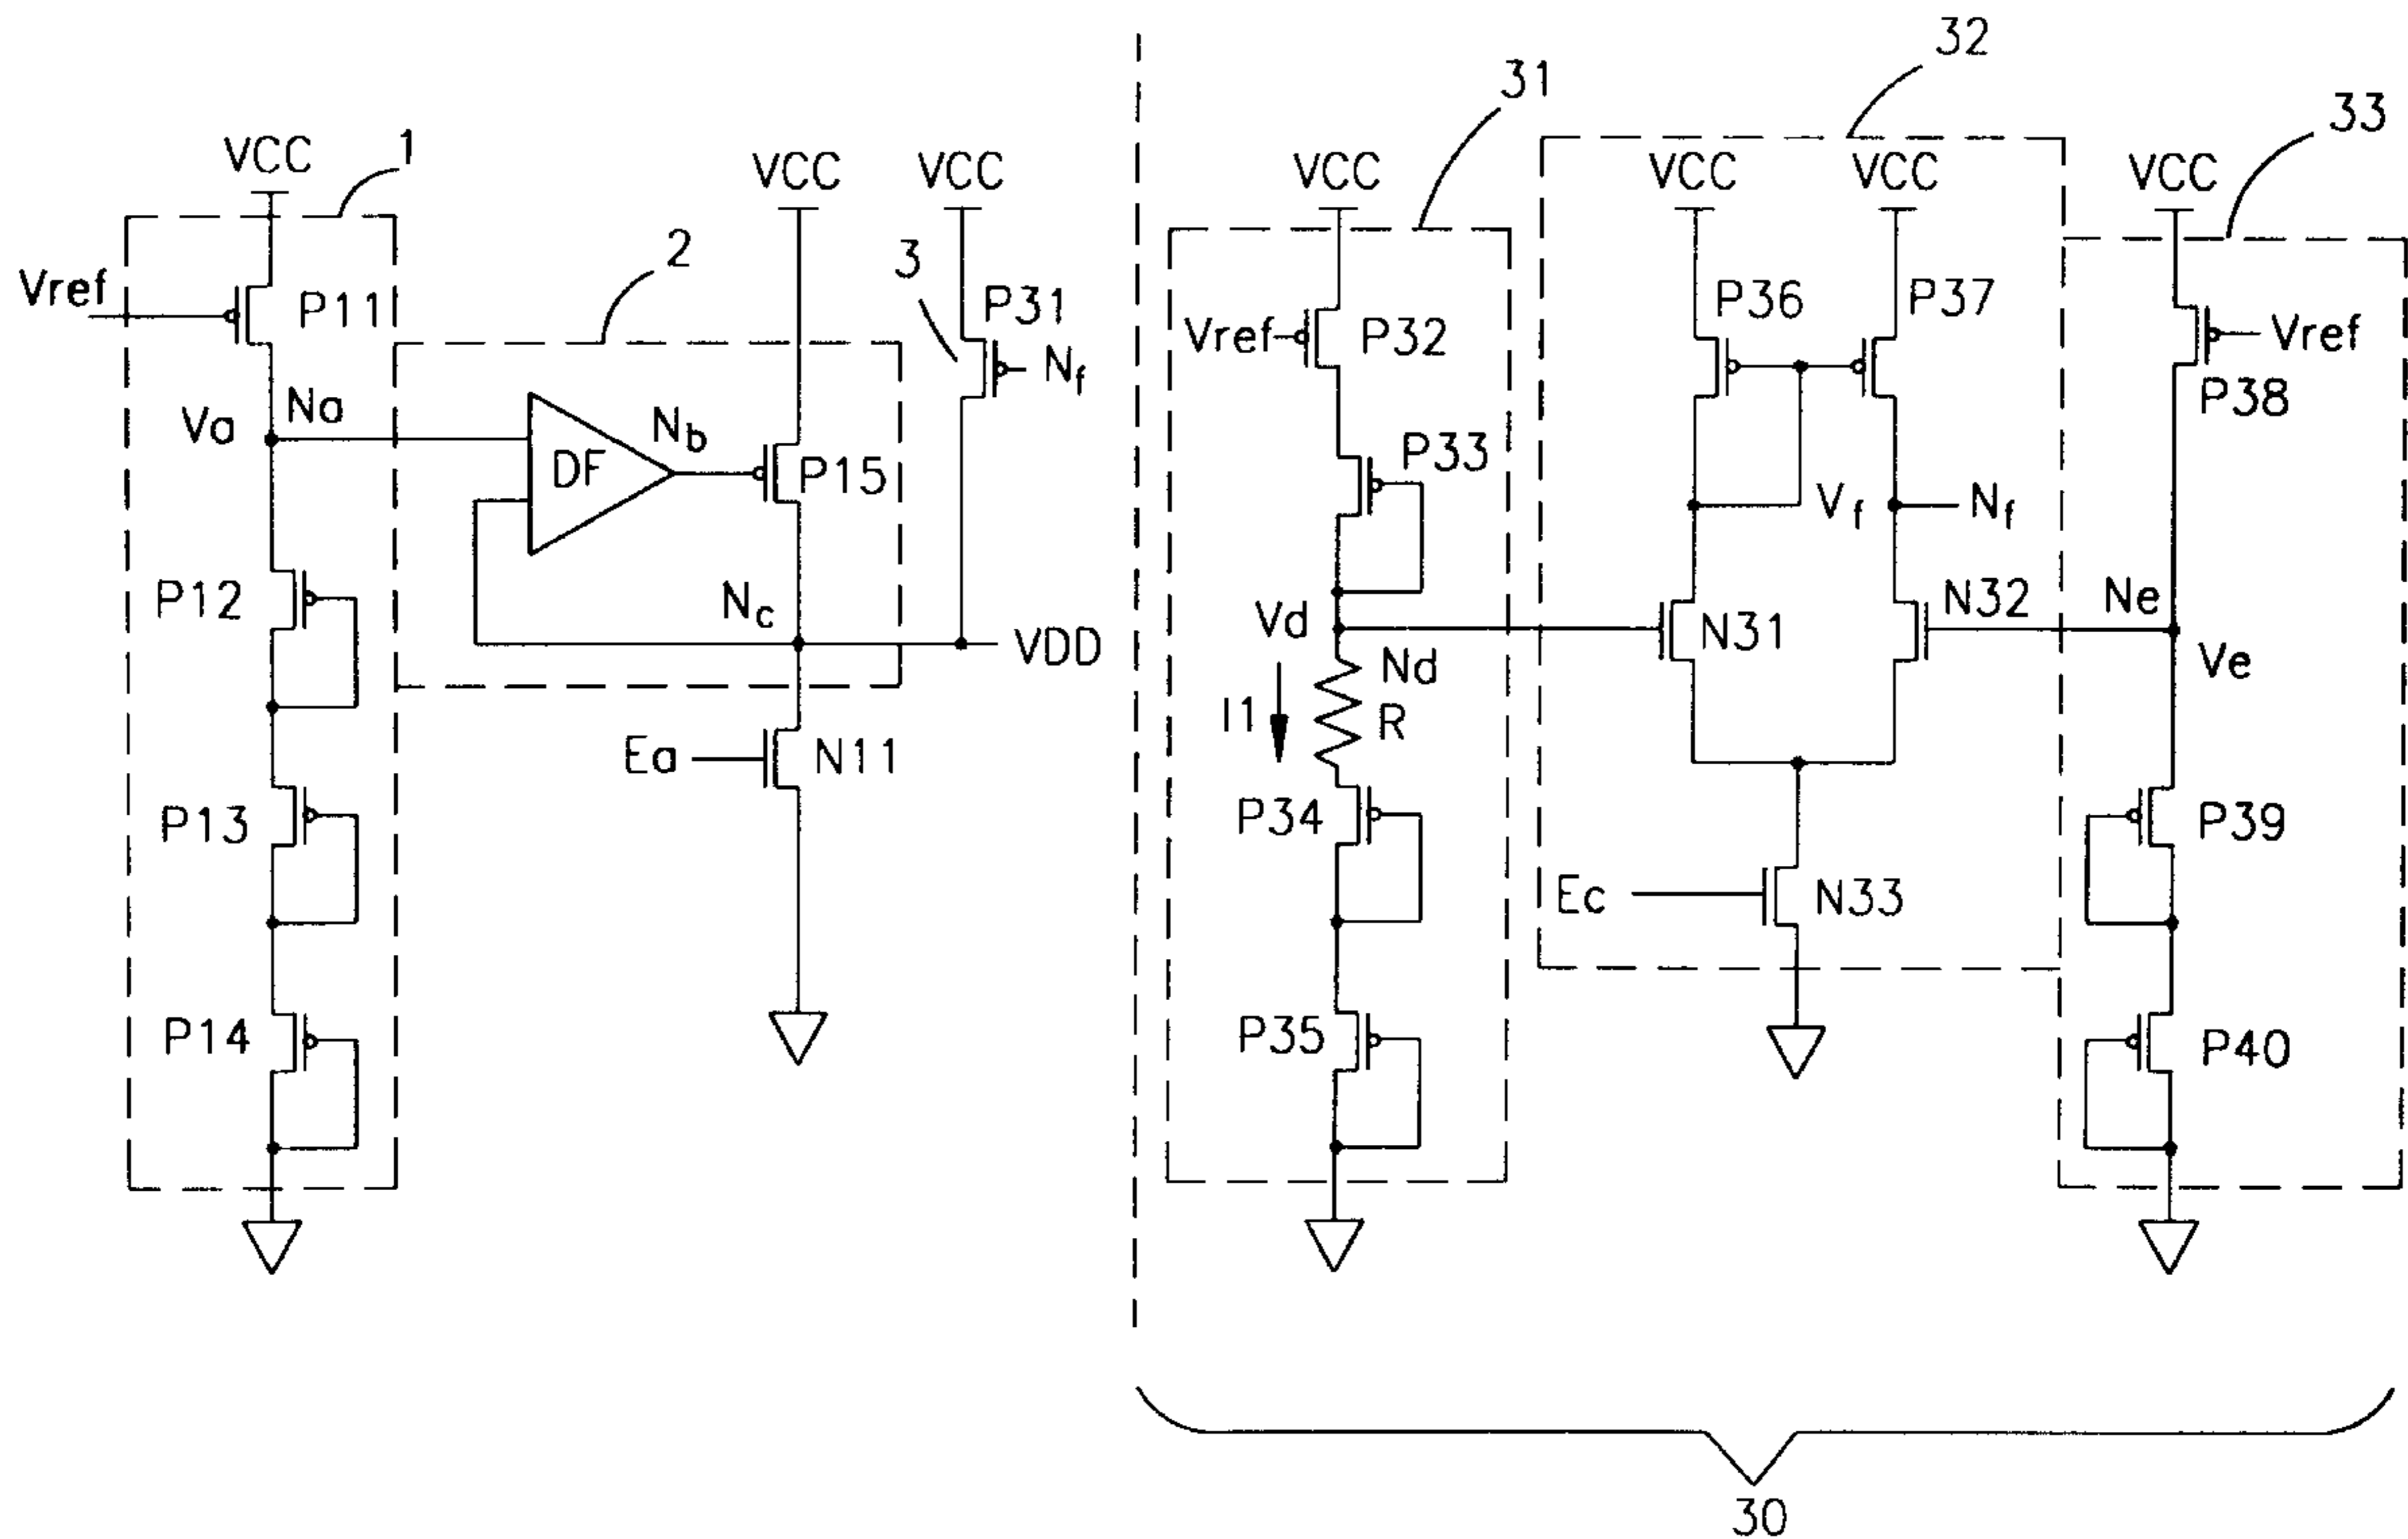 32
31
33
1
VCC
VCC
VCC
VCC
VCC
VCC
VCC
2
3
Vref
P11
P31
Nf
P36
P37
Vref
P32
Vref
P38
Va
Na
Nb
DF
P15
P33
Vf
Nf
P12
Nc
VDD
Vd
Nd
N31
N32
Ne
Ve
I1
R
Ea
N11
P13
P34
P39
Ec
N33
P14
P35
P40
30